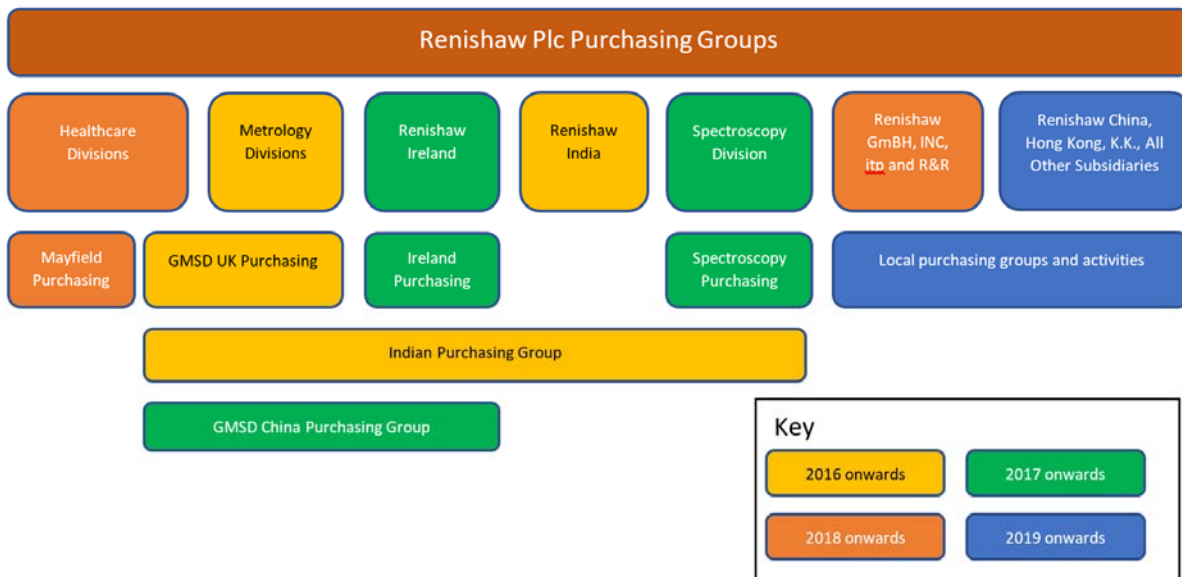 Renishaw Plc Purchasing Groups
Healthcare
Divisions
Metrology
Divisions
Renishaw
Ireland
Renishaw
India
Spectroscopy
Division
Renishaw
GmBH, INC,
itp and R&R
Renishaw China,
Hong Kong, K.K., All
Other Subsidiaries
Mayfield
Purchasing
GMSD UK Purchasing
Ireland
Purchasing
Spectroscopy
Purchasing
Local purchasing groups and activities
Indian Purchasing Group
GMSD China Purchasing Group
Key
2016 onwards
2017 onwards
2018 onwards
2019 onwards